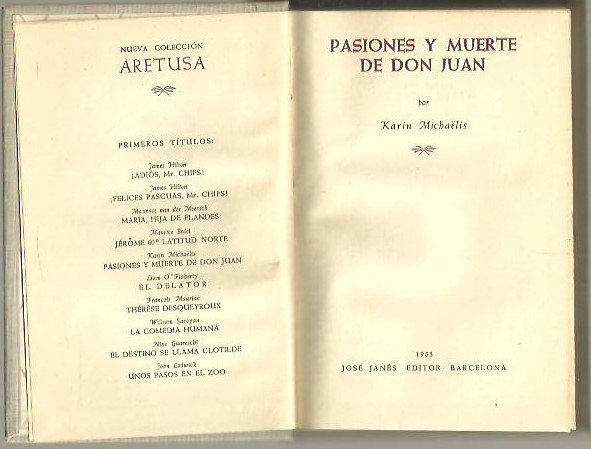 NUEVA COLECCIÓN
ARETUSA
PRIMEROS TÍTULOS:
James Hilton
¡ADIÓS, Mr. CHIPS!
James Hilton
¡FELICES PASCUAS, Mr. CHIPS!
Maxence van der Meersch
MARIA, HIJA DE FLANDES
Maurice Bedel
JÉRÔME 60º LATITUD NORTE
Karin Michaëlis
PASIONES Y MUERTE DE DON JUAN
Liam O'Flaherty
EL DELATOR
François Mauriac
THÉRÈSE DESQUEYROUX
William Saroyan
LA COMEDIA HUMANA
Nino Guareschi
EL DESTINO SE LLAMA CLOTILDE
John Lodwick
UNOS PASOS EN EL ZOO
PASIONES Y MUERTE
DE DON JUAN
por
Karin Michaëlis
1953
JOSÉ JANÉS EDITOR BARCELONA